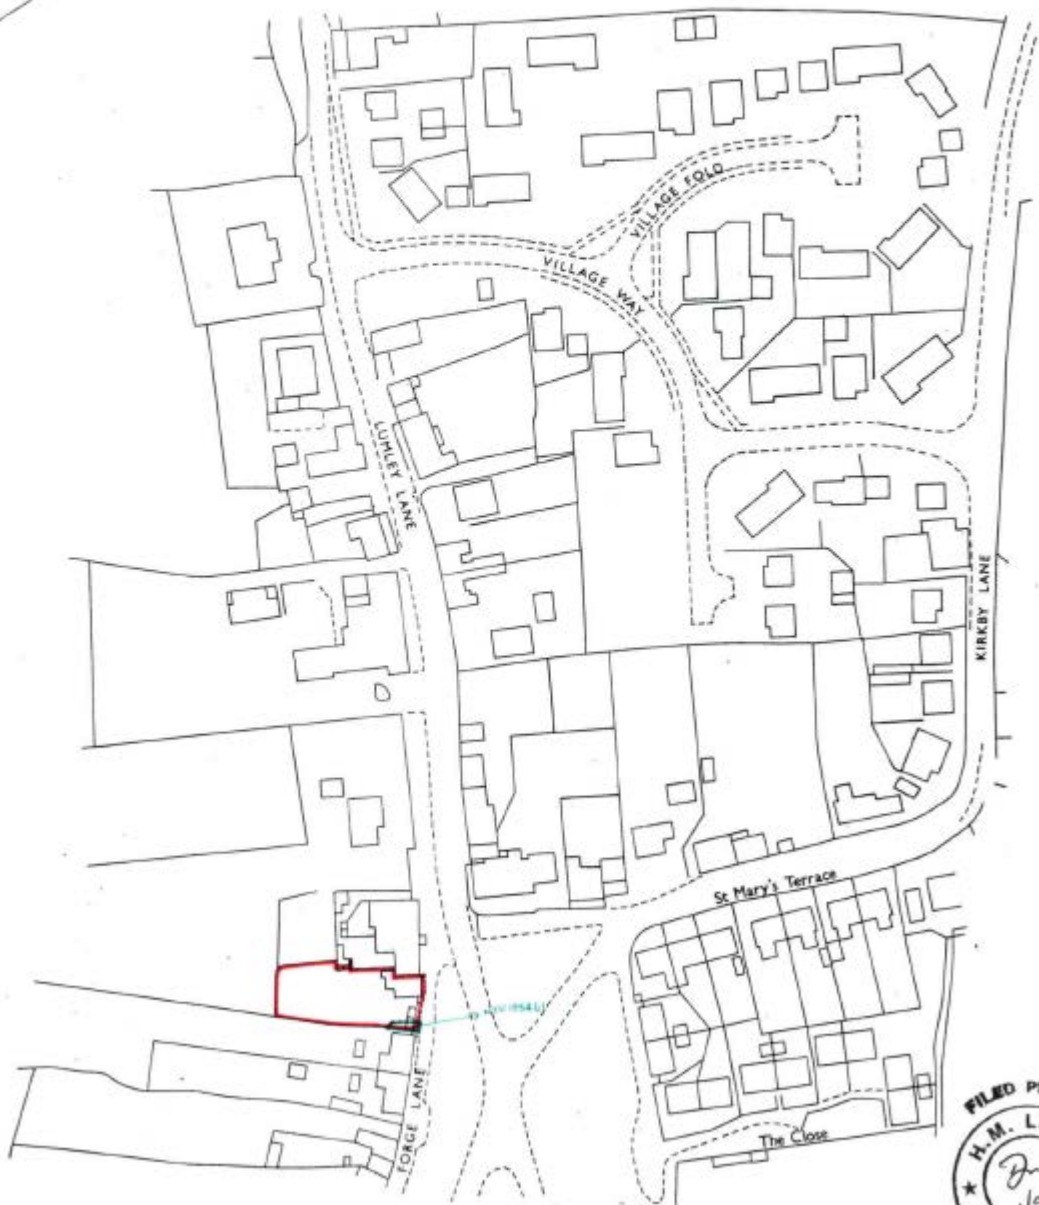 VILLAGE FOLD
VILLAGE WAY
LUMLEY LANE
KIRKBY LANE
St Mary's Terrace
FORGE LANE
The Close
FILED
H.M. L.